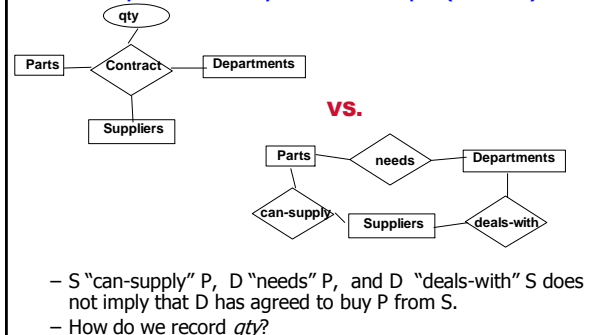 qty
Parts
Contract
Departments
Suppliers
vs.
Parts
needs
Departments
can-supply
Suppliers
deals-with
– S “can-supply” P, D “needs” P, and D “deals-with” S does
not imply that D has agreed to buy P from S.
– How do we record qty?